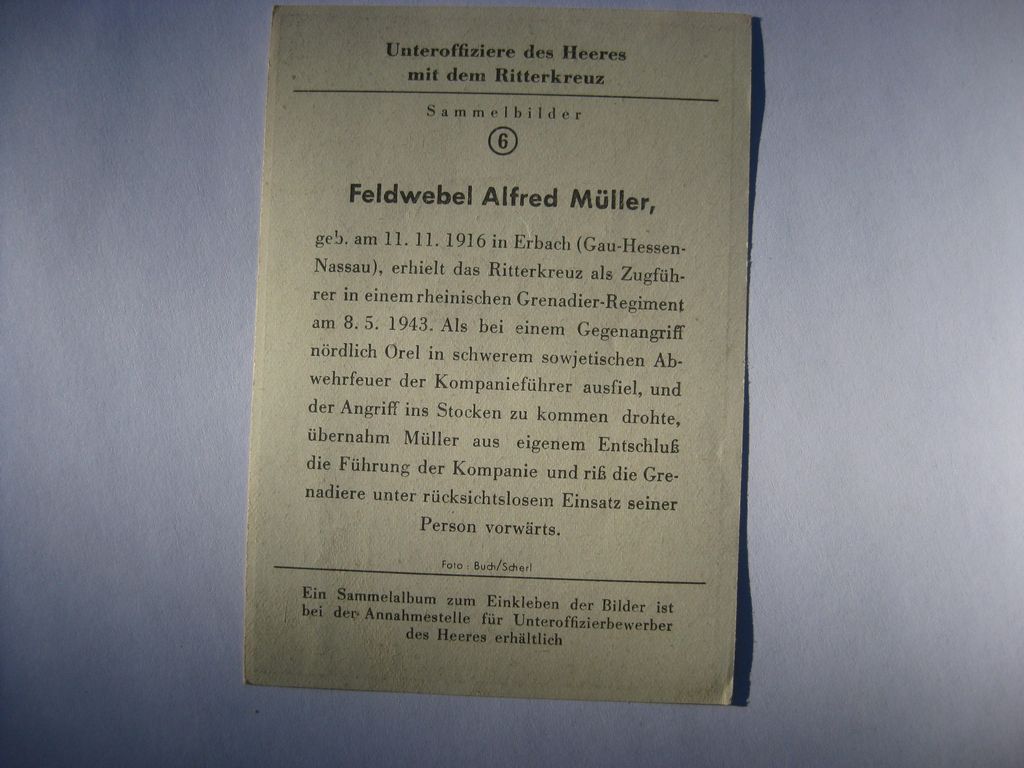 Unteroffiziere des Heeres
mit dem Ritterkreuz
Sammelbilder
6
Feldwebel Alfred Müller,
geb. am 11. 11. 1916 in Erbach (Gau-Hessen-
Nassau), erhielt das Ritterkreuz als Zugfüh-
rer in einem rheinischen Grenadier-Regiment
am 8. 5. 1943. Als bei einem Gegenangriff
nördlich Orel in schwerem sowjetischen Ab-
wehrfeuer der Kompanieführer ausfiel, und
der Angriff ins Stocken zu kommen drohte,
übernahm Müller aus eigenem Entschluß
die Führung der Kompanie und riß die Gre-
nadiere unter rücksichtslosem Einsatz seiner
Person vorwärts.
Foto: Buch/Scherl
Ein Sammelalbum zum Einkleben der Bilder ist
bei der Annahmestelle für Unteroffizierbewerber
des Heeres erhältlich